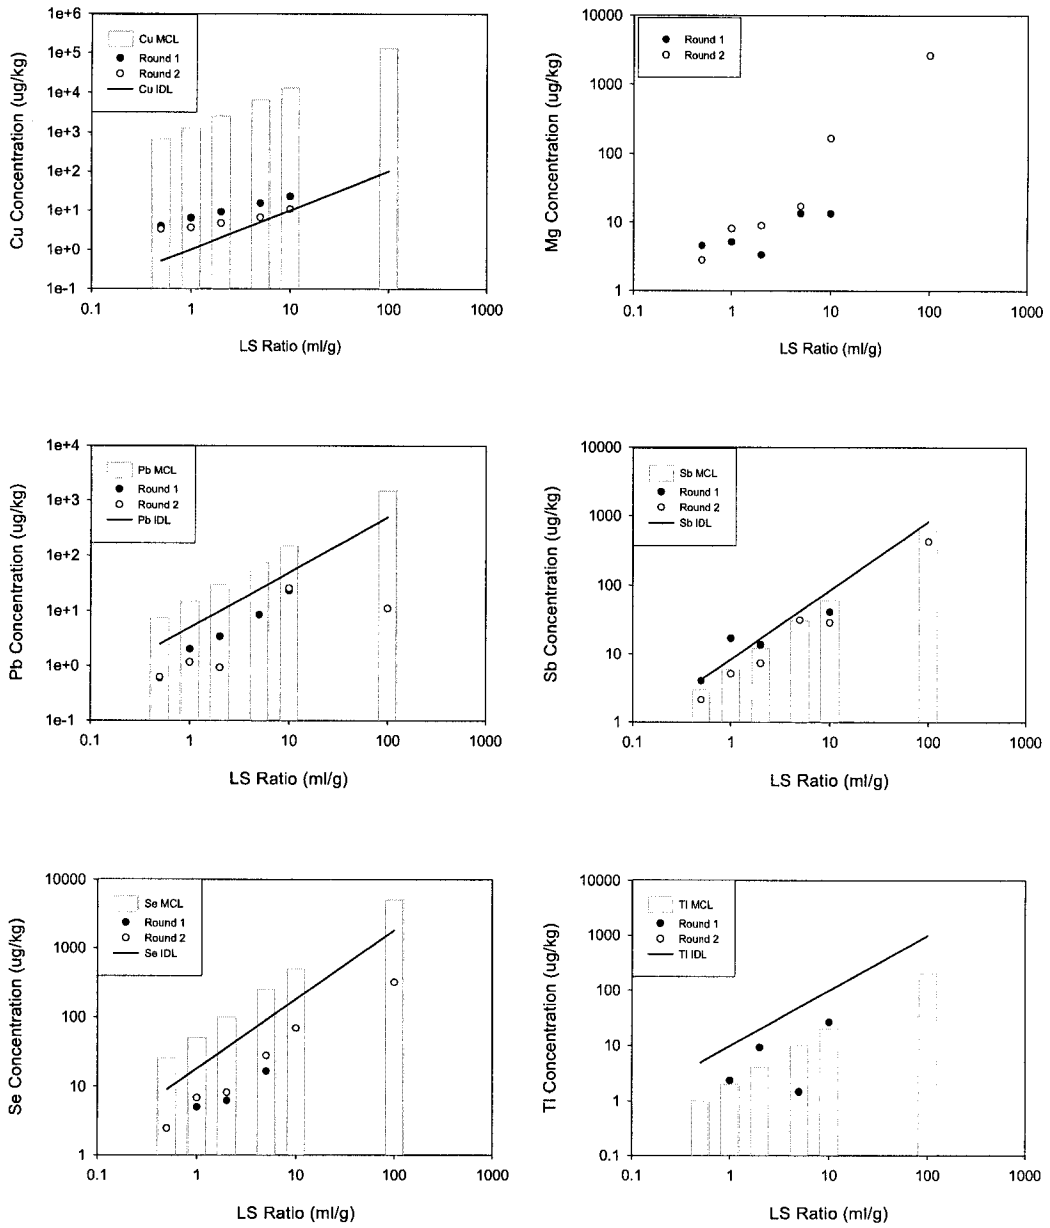 1e+6
1e+5
1e+4
1e+3
1e+2
1e+1
1e+0
1e-1
Cu Concentration (ug/kg)
Cu MCL
Round 1
Round 2
Cu IDL
0.1 1 10 100 1000
LS Ratio (ml/g)
10000
1000
100
10
1
Mg Concentration (ug/kg)
Round 1
Round 2
0.1 1 10 100 1000
LS Ratio (ml/g)
1e+4
1e+3
1e+2
1e+1
1e+0
1e-1
Pb Concentration (ug/kg)
Pb MCL
Round 1
Round 2
Pb IDL
0.1 1 10 100 1000
LS Ratio (ml/g)
10000
1000
100
10
1
Sb Concentration (ug/kg)
Sb MCL
Round 1
Round 2
Sb IDL
0.1 1 10 100 1000
LS Ratio (ml/g)
10000
1000
100
10
1
Se Concentration (ug/kg)
Se MCL
Round 1
Round 2
Se IDL
0.1 1 10 100 1000
LS Ratio (ml/g)
10000
1000
100
10
1
0.1
Tl Concentration (ug/kg)
Tl MCL
Round 1
Round 2
Tl IDL
0.1 1 10 100 1000
LS Ratio (ml/g)